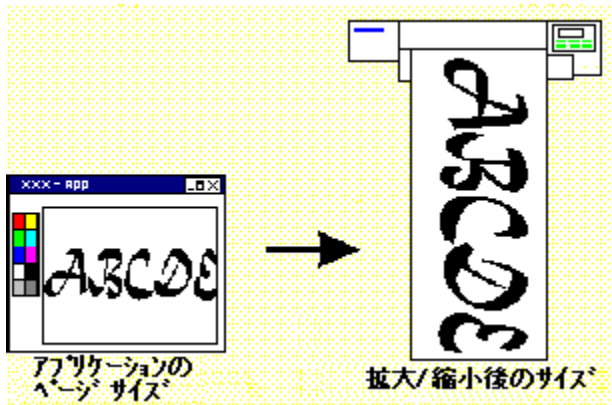 xxx - app
ABCDE
ｱﾌﾟﾘｹｰｼｮﾝの
ﾍﾟｰｼﾞ ｻｲｽﾞ
ABCDE
拡大/縮小後のｻｲｽﾞ